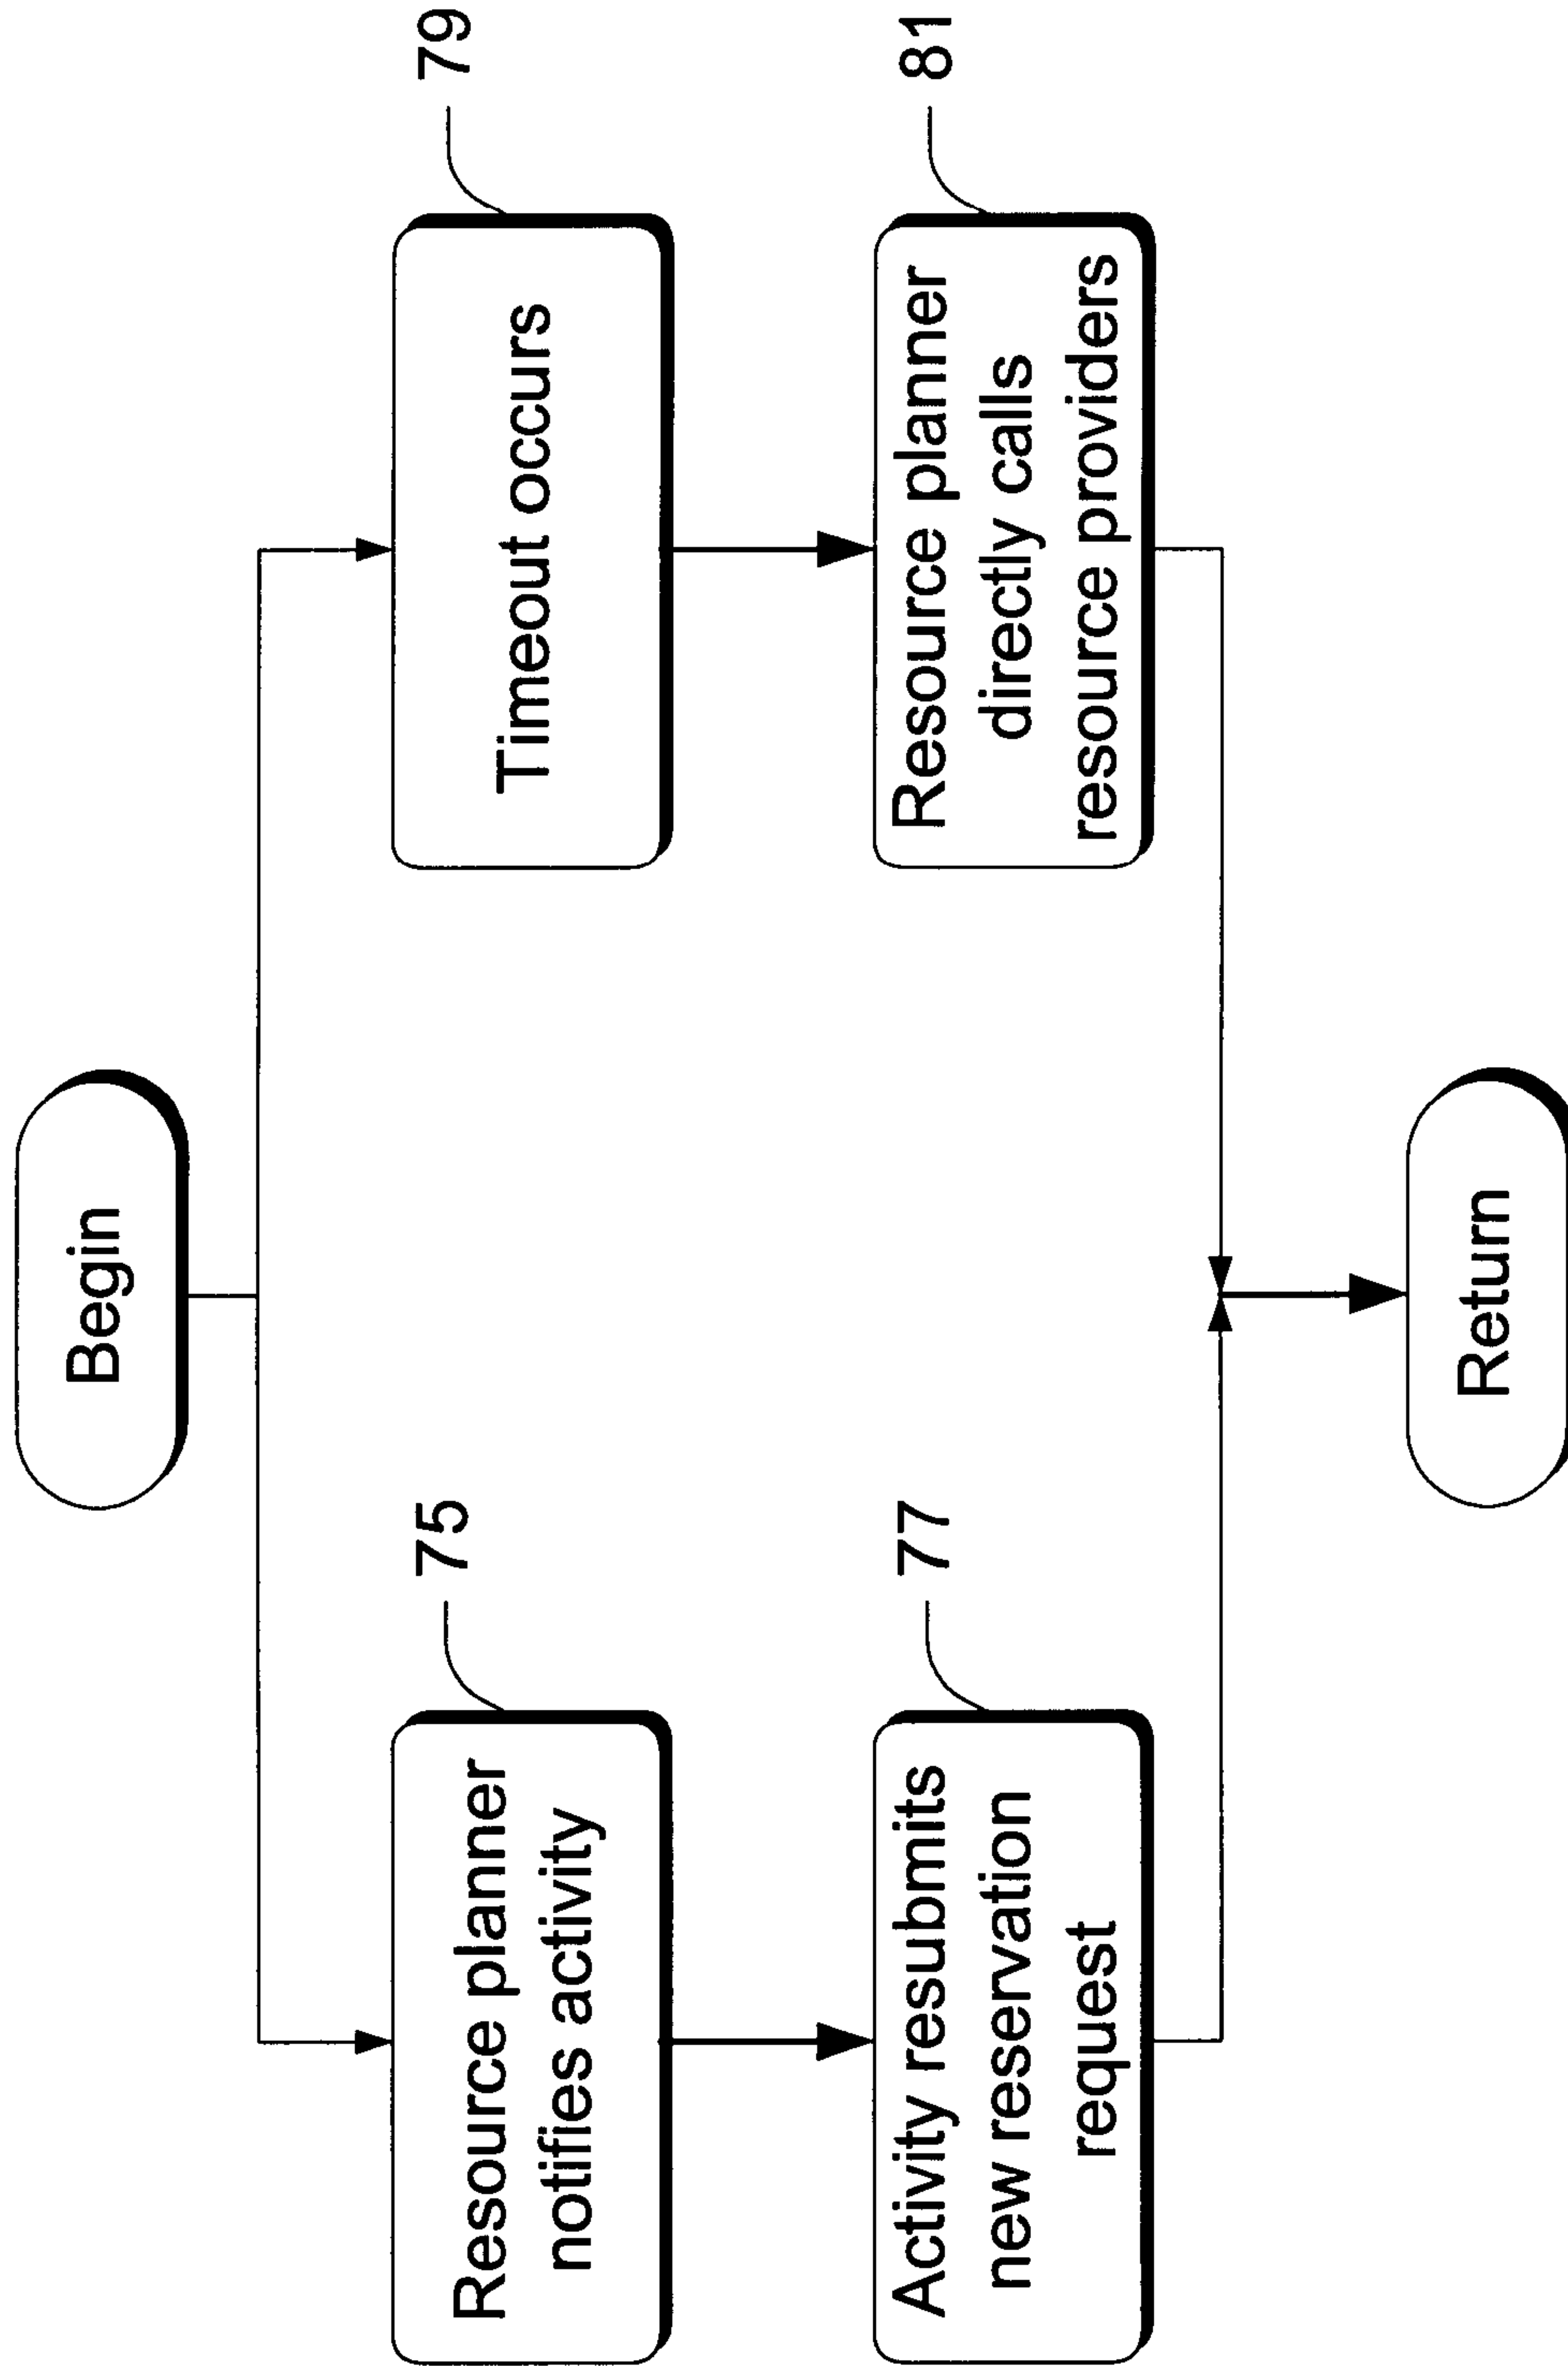 Begin
75
Resource planner
notifies activity
79
Timeout occurs
77
Activity resubmits
new reservation
request
81
Resource planner
directly calls
resource providers
Return